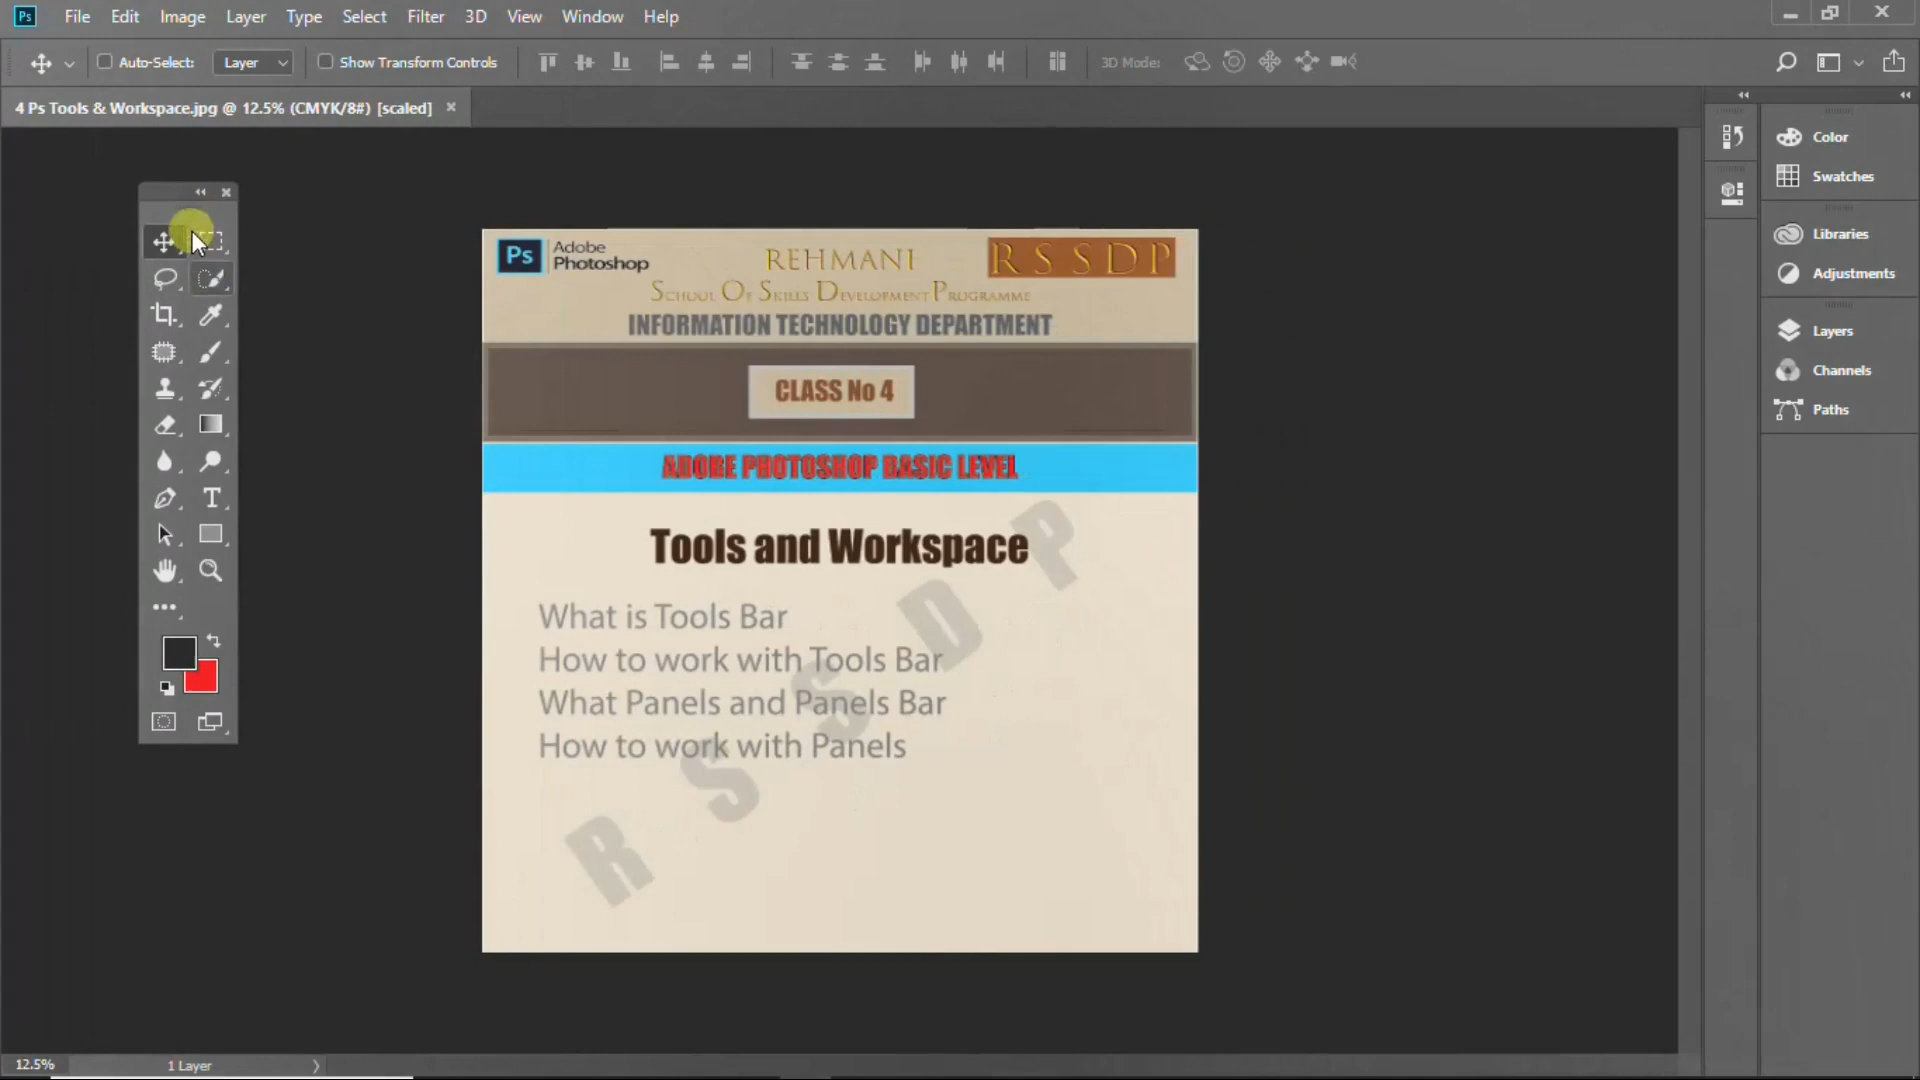 Ps File Edit Image Layer Type Select Filter 3D View Window Help
Auto-Select: Layer Show Transform Controls 3D Mode:
4 Ps Tools & Workspace.jpg @ 12.5% (CMYK/8#) [scaled]
Color
Swatches
Libraries
Adjustments
Layers
Channels
Paths
T
Ps Adobe Photoshop
REHMANI
R S S D P
School Of Skills Development Programme
INFORMATION TECHNOLOGY DEPARTMENT
CLASS No 4
ADOBE PHOTOSHOP BASIC LEVEL
Tools and Workspace
What is Tools Bar
How to work with Tools Bar
What Panels and Panels Bar
How to work with Panels
R S S D P
12.5% 1 Layer